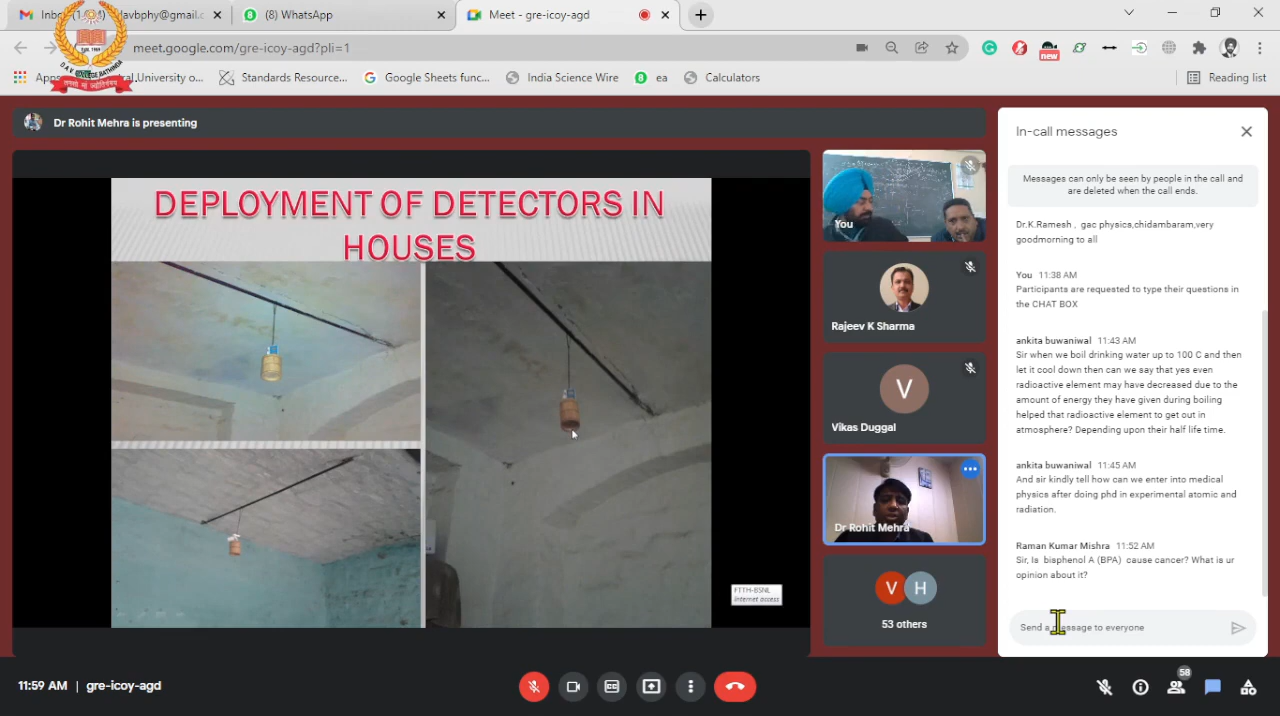 Inb
davbphy@gmail.c
(8) WhatsApp
Meet - gre-icoy-agd
meet.google.com/gre-icoy-agd?pli=1
new
University o...
Standards Resource...
Google Sheets func...
India Science Wire
8 ea
Calculators
Reading list
D.A.V. COLLEGE BATHINDA
Dr Rohit Mehra is presenting
DEPLOYMENT OF DETECTORS IN
HOUSES
FTTH-BSNL
Internet access
You
Rajeev K Sharma
V
Vikas Duggal
Dr Rohit Mehra
V H
53 others
In-call messages
Messages can only be seen by people in the call and
are deleted when the call ends.
Dr.K.Ramesh , gac physics,chidambaram,very
goodmorning to all
You 11:38 AM
Participants are requested to type their questions in
the CHAT BOX
ankita buwaniwal 11:43 AM
Sir when we boil drinking water up to 100 C and then
let it cool down then can we say that yes even
radioactive element may have decreased due to the
amount of energy they have given during boiling
helped that radioactive element to get out in
atmosphere? Depending upon their half life time.
ankita buwaniwal 11:45 AM
And sir kindly tell how can we enter into medical
physics after doing phd in experimental atomic and
radiation.
Raman Kumar Mishra 11:52 AM
Sir, Is bisphenol A (BPA) cause cancer? What is ur
opinion about it?
Send a message to everyone
11:59 AM | gre-icoy-agd
58